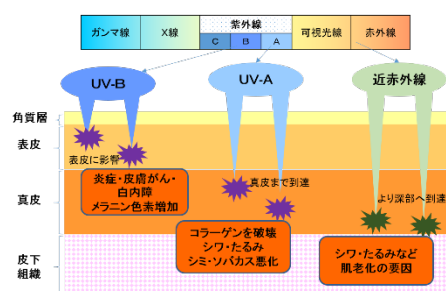 ガンマ線
X線
紫外線
C
B
A
可視光線
赤外線
UV-B
UV-A
近赤外線
角質層
表皮
真皮
皮下
組織
表皮に影響
炎症・皮膚がん・
白内障
メラニン色素増加
真皮まで到達
コラーゲンを破壊
シワ・たるみ
シミ・ソバカス悪化
より深部へ到達
シワ・たるみなど
肌老化の要因